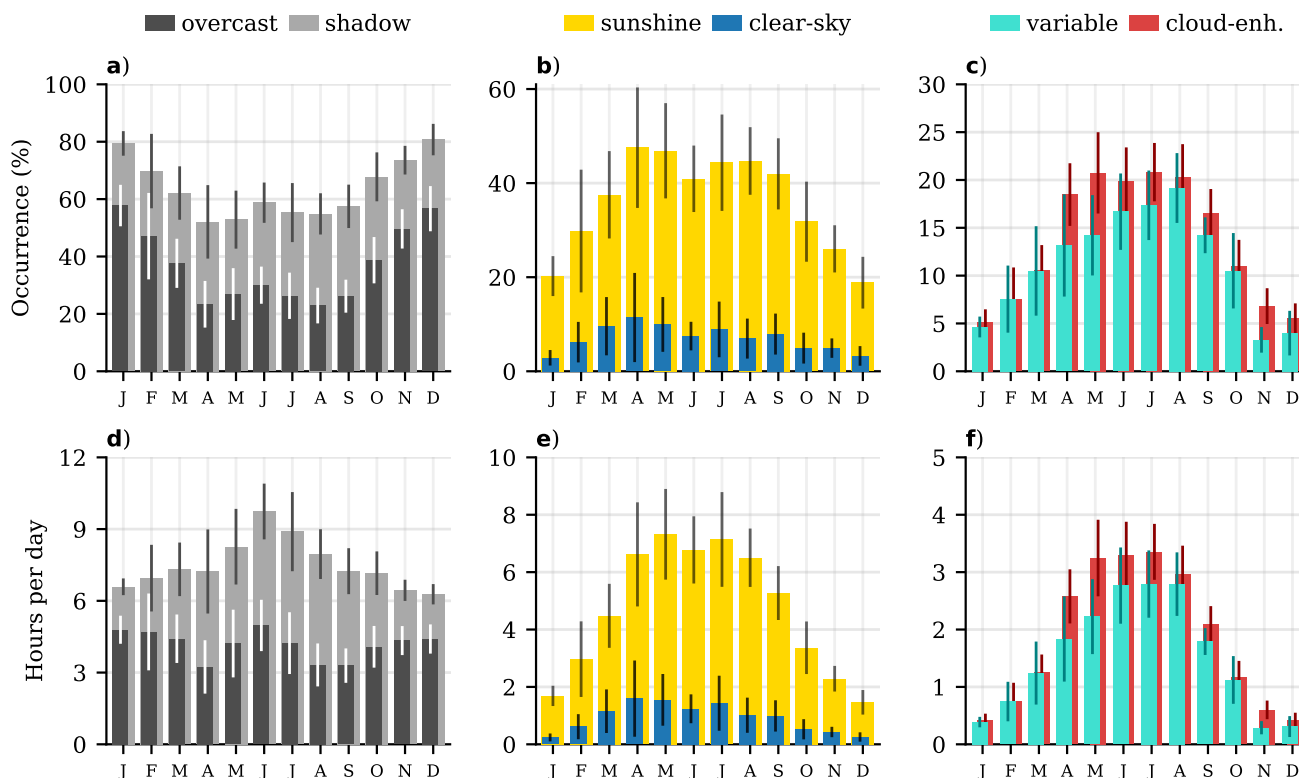 overcast shadow sunshine clear-sky variable cloud-enh.
a) b) c)
Occurrence (%)
100 80 60 40 20 0
60 40 20 0
30 25 20 15 10 5 0
J F M A M J J A S O N D
J F M A M J J A S O N D
J F M A M J J A S O N D
d) e) f)
Hours per day
12 9 6 3 0
10 8 6 4 2 0
5 4 3 2 1 0
J F M A M J J A S O N D
J F M A M J J A S O N D
J F M A M J J A S O N D